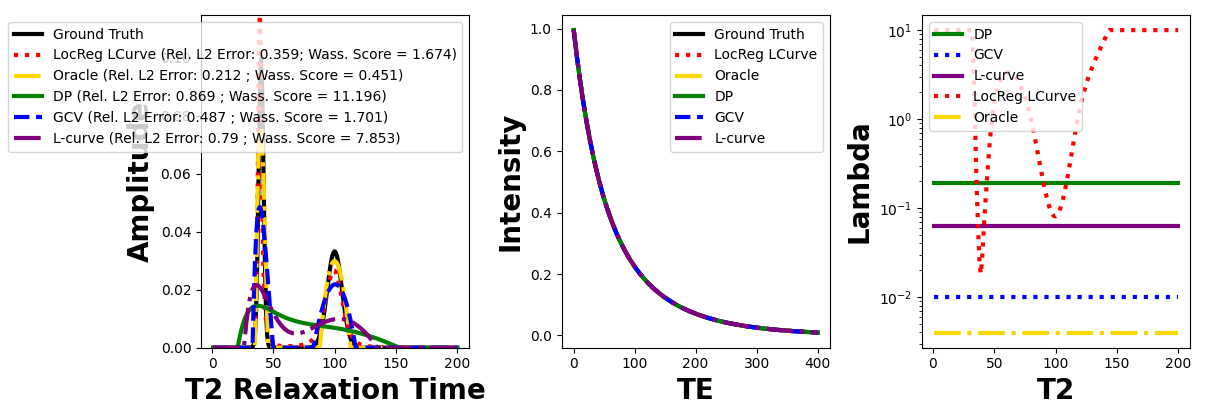 Ground Truth
LocReg LCurve (Rel. L2 Error: 0.359; Wass. Score = 1.674)
Oracle (Rel. L2 Error: 0.212 ; Wass. Score = 0.451)
DP (Rel. L2 Error: 0.869 ; Wass. Score = 11.196)
GCV (Rel. L2 Error: 0.487 ; Wass. Score = 1.701)
L-curve (Rel. L2 Error: 0.79 ; Wass. Score = 7.853)
Amplitude
0.10
0.08
0.06
0.04
0.02
0.00
0 50 100 150 200
T2 Relaxation Time
Ground Truth
LocReg LCurve
Oracle
DP
GCV
L-curve
Intensity
1.0
0.8
0.6
0.4
0.2
0.0
0 100 200 300 400
TE
DP
GCV
L-curve
LocReg LCurve
Oracle
Lambda
10^1
10^0
10^-1
10^-2
0 50 100 150 200
T2